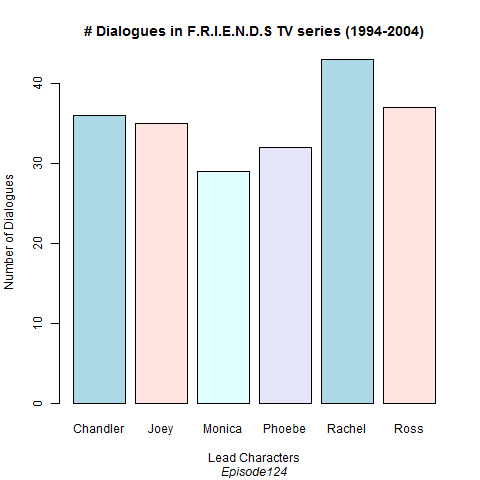 # Dialogues in F.R.I.E.N.D.S TV series (1994-2004)
Number of Dialogues
40
30
20
10
0
Chandler Joey Monica Phoebe Rachel Ross
Lead Characters
Episode124